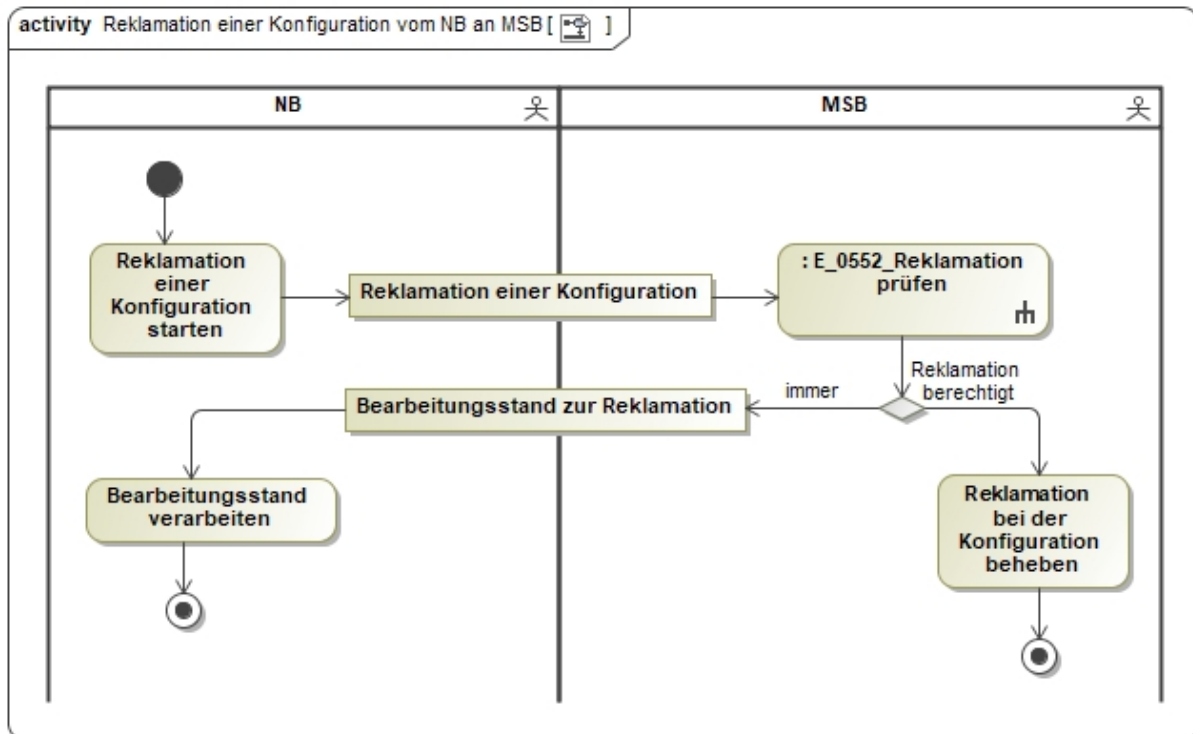 activity Reklamation einer Konfiguration vom NB an MSB [ ]
NB
MSB
Reklamation
einer
Konfiguration
starten
Reklamation einer Konfiguration
: E_0552_Reklamation
prüfen
Reklamation
berechtigt
immer
Bearbeitungsstand zur Reklamation
Bearbeitungsstand
verarbeiten
Reklamation
bei der
Konfiguration
beheben